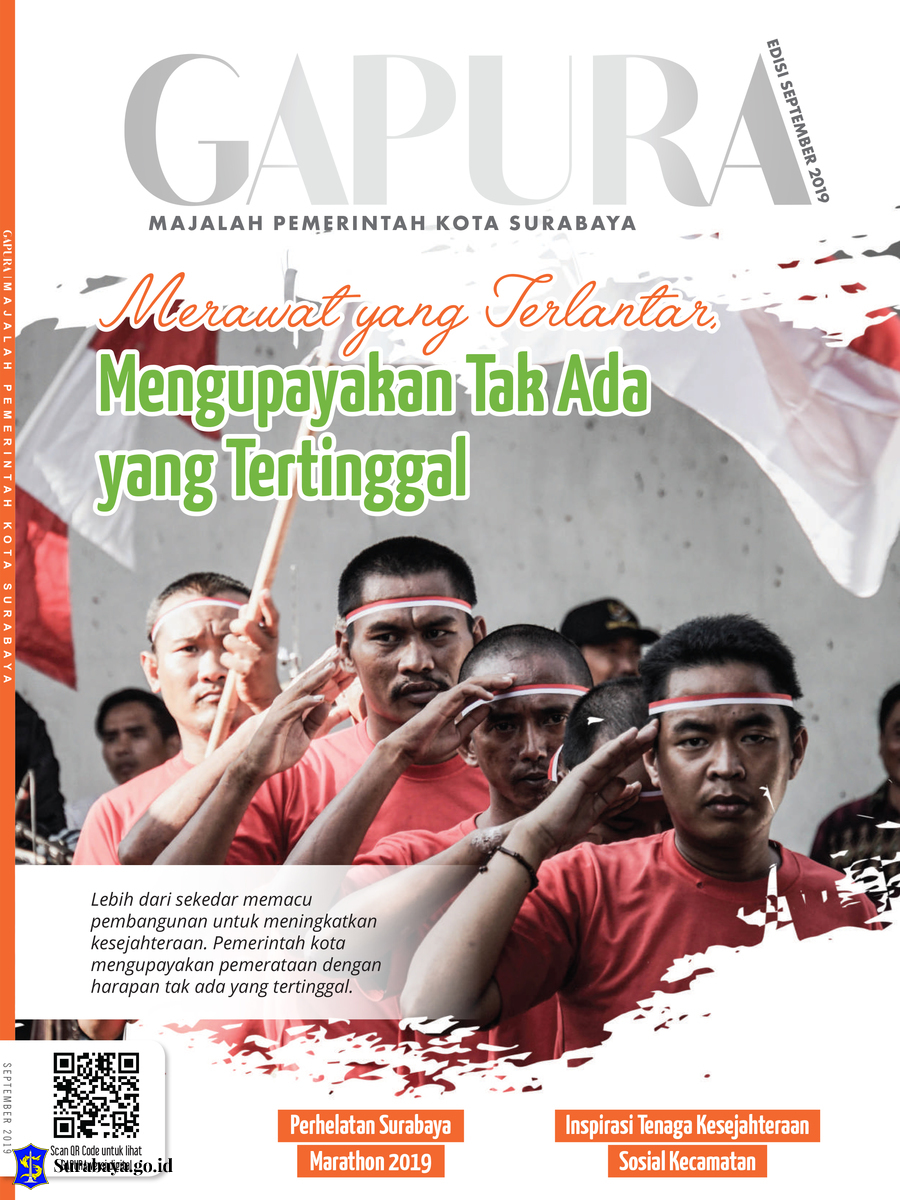 GAPURA
EDISI SEPTEMBER 2019
MAJALAH PEMERINTAH KOTA SURABAYA
Merawat yang Terlantar,
Mengupayakan Tak Ada
yang Tertinggal
GAPURA | MAJALAH PEMERINTAH KOTA SURABAYA
Lebih dari sekedar memacu
pembangunan untuk meningkatkan
kesejahteraan. Pemerintah kota
mengupayakan pemerataan dengan
harapan tak ada yang tertinggal.
SEPTEMBER 2019
Scan QR Code untuk lihat
digital
Surabaya.go.id
Perhelatan Surabaya
Marathon 2019
Inspirasi Tenaga Kesejahteraan
Sosial Kecamatan